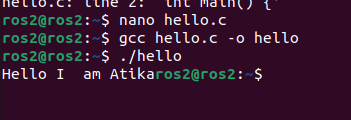 hello.c: line 2: `int math() {'
ros2@ros2:~$ nano hello.c
ros2@ros2:~$ gcc hello.c -o hello
ros2@ros2:~$ ./hello
Hello I  am Atikaros2@ros2:~$